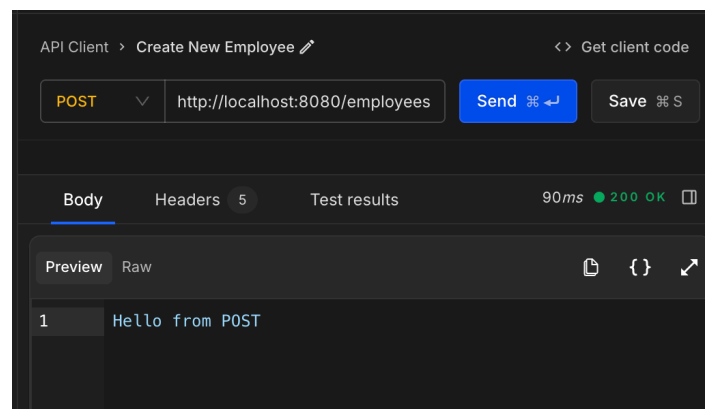 API Client > Create New Employee <> Get client code
POST http://localhost:8080/employees Send ⌘ ↵ Save ⌘ S
Body Headers 5 Test results 90ms 200 OK
Preview Raw { }
1 Hello from POST